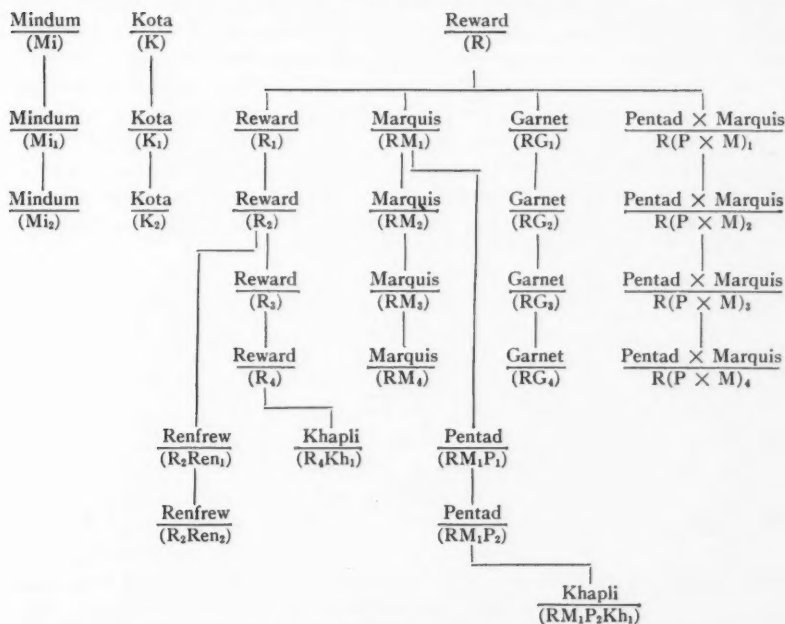 Mindum Kota Reward
(Mi) (K) (R)
Mindum Kota Reward Marquis Garnet Pentad × Marquis
(Mi₁) (K₁) (R₁) (RM₁) (RG₁) R(P × M)₁
Mindum Kota Reward Marquis Garnet Pentad × Marquis
(Mi₂) (K₂) (R₂) (RM₂) (RG₂) R(P × M)₂
Reward Marquis Garnet Pentad × Marquis
(R₃) (RM₃) (RG₃) R(P × M)₃
Reward Marquis Garnet Pentad × Marquis
(R₄) (RM₄) (RG₄) R(P × M)₄
Renfrew Khapli Pentad
(R₂Ren₁) (R₄Kh₁) (RM₁P₁)
Renfrew Pentad
(R₂Ren₂) (RM₁P₂)
Khapli
(RM₁P₂Kh₁)